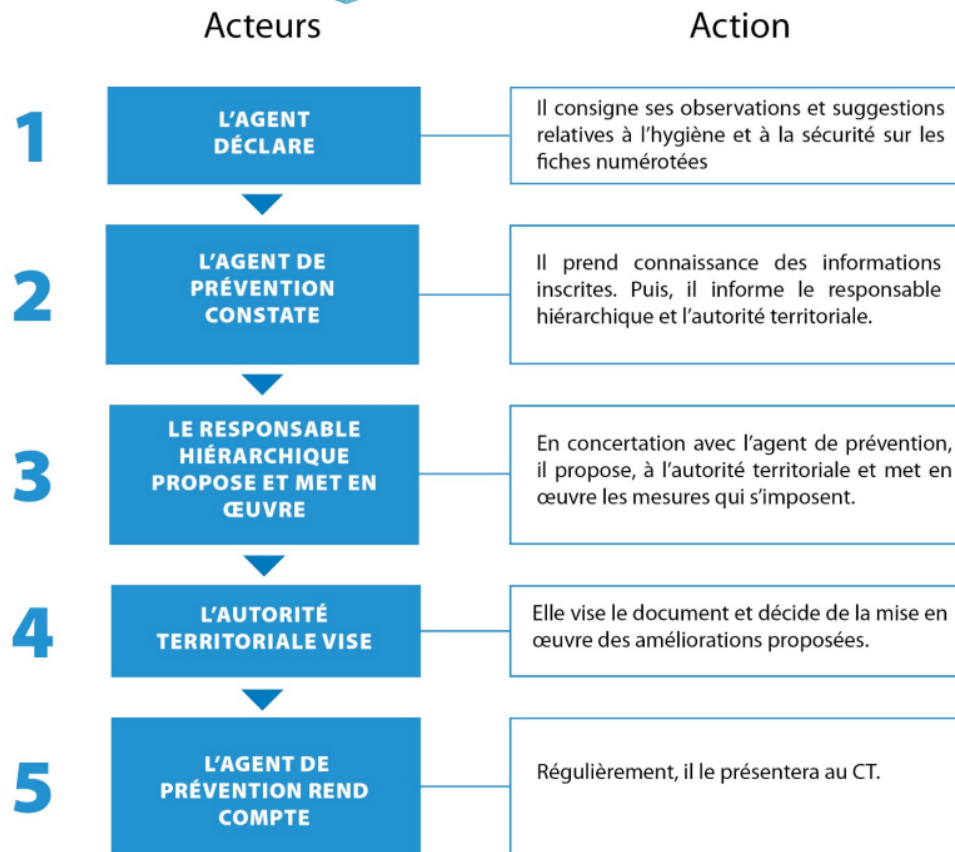 Acteurs
Action
1
L’AGENT
DÉCLARE
Il consigne ses observations et suggestions
relatives à l’hygiène et à la sécurité sur les
fiches numérotées
2
L’AGENT DE
PRÉVENTION
CONSTATE
Il prend connaissance des informations
inscrites. Puis, il informe le responsable
hiérarchique et l’autorité territoriale.
3
LE RESPONSABLE
HIÉRARCHIQUE
PROPOSE ET MET EN
ŒUVRE
En concertation avec l’agent de prévention,
il propose, à l’autorité territoriale et met en
œuvre les mesures qui s’imposent.
4
L’AUTORITÉ
TERRITORIALE VISE
Elle vise le document et décide de la mise en
œuvre des améliorations proposées.
5
L’AGENT DE
PRÉVENTION REND
COMPTE
Régulièrement, il le présentera au CT.